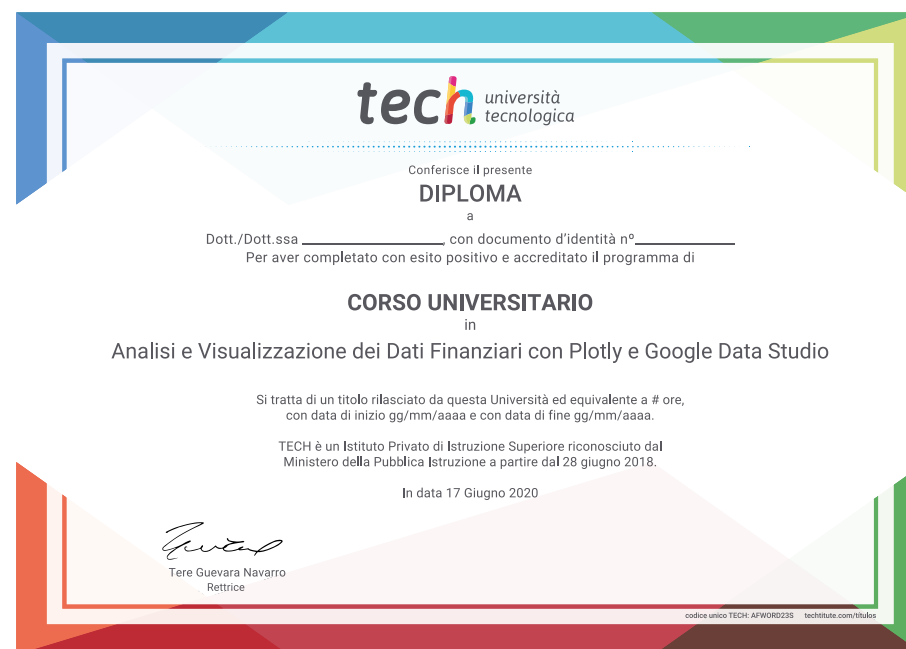 tech università
tecnologica
Conferisce il presente
DIPLOMA
a
Dott./Dott.ssa ____________________, con documento d'identità nº______________
Per aver completato con esito positivo e accreditato il programma di
CORSO UNIVERSITARIO
in
Analisi e Visualizzazione dei Dati Finanziari con Plotly e Google Data Studio
Si tratta di un titolo rilasciato da questa Università ed equivalente a # ore,
con data di inizio gg/mm/aaaa e con data di fine gg/mm/aaaa.
TECH è un Istituto Privato di Istruzione Superiore riconosciuto dal
Ministero della Pubblica Istruzione a partire dal 28 giugno 2018.
In data 17 Giugno 2020
Tere Guevara Navarro
Rettrice
codice unico TECH: AFWORD23S techtitute.com/títulos